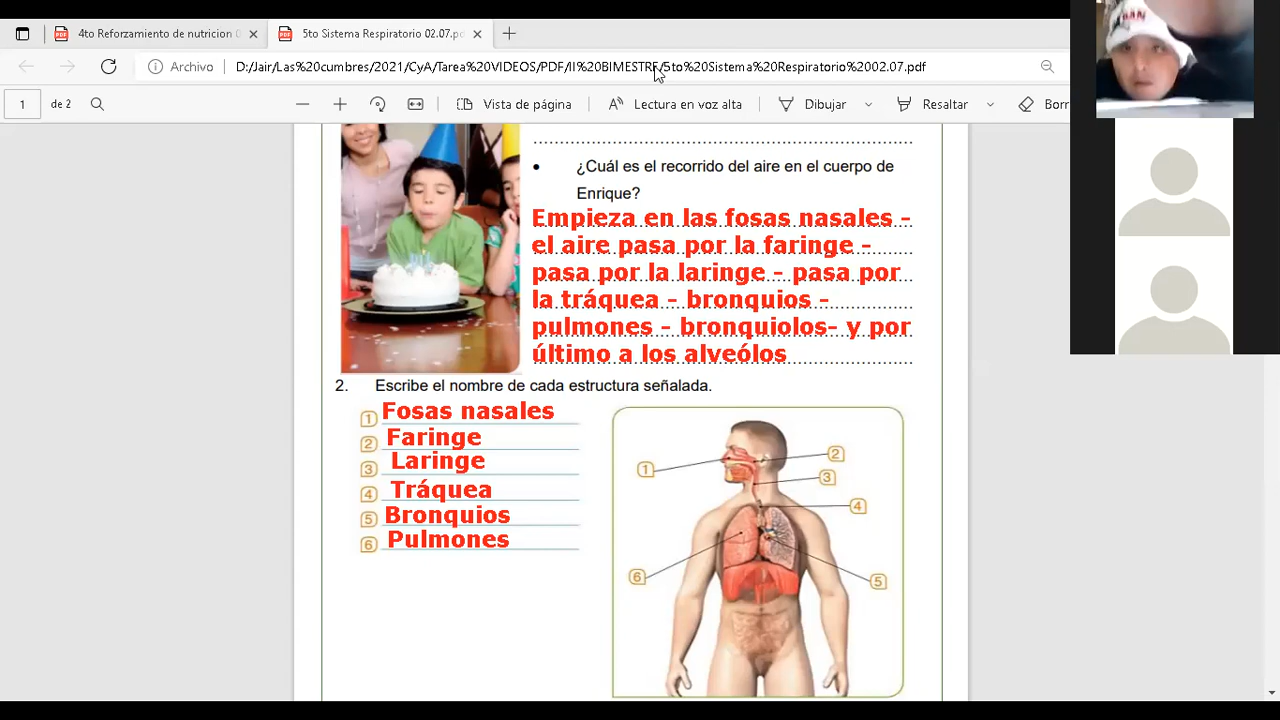 4to Reforzamiento de nutricion
5to Sistema Respiratorio 02.07.pd
Archivo
D:/Jair/Las%20cumbres/2021/CyA/Tarea%20VIDEOS/PDF/II%20BIMESTRE/5to%20Sistema%20Respiratorio%2002.07.pdf
1
de 2
Vista de página
A
Lectura en voz alta
Dibujar
Resaltar
Borr
• ¿Cuál es el recorrido del aire en el cuerpo de
Enrique?
Empieza en las fosas nasales -
el aire pasa por la faringe -
pasa por la laringe - pasa por
la tráquea - bronquios -
pulmones - bronquiolos- y por
último a los alveólos
2. Escribe el nombre de cada estructura señalada.
1 Fosas nasales
2 Faringe
3 Laringe
4 Tráquea
5 Bronquios
6 Pulmones
1
2
3
4
6
5